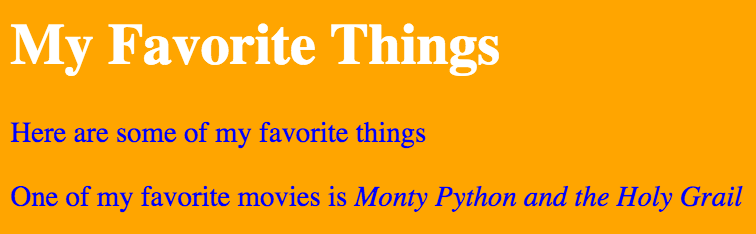 My Favorite Things
Here are some of my favorite things
One of my favorite movies is Monty Python and the Holy Grail